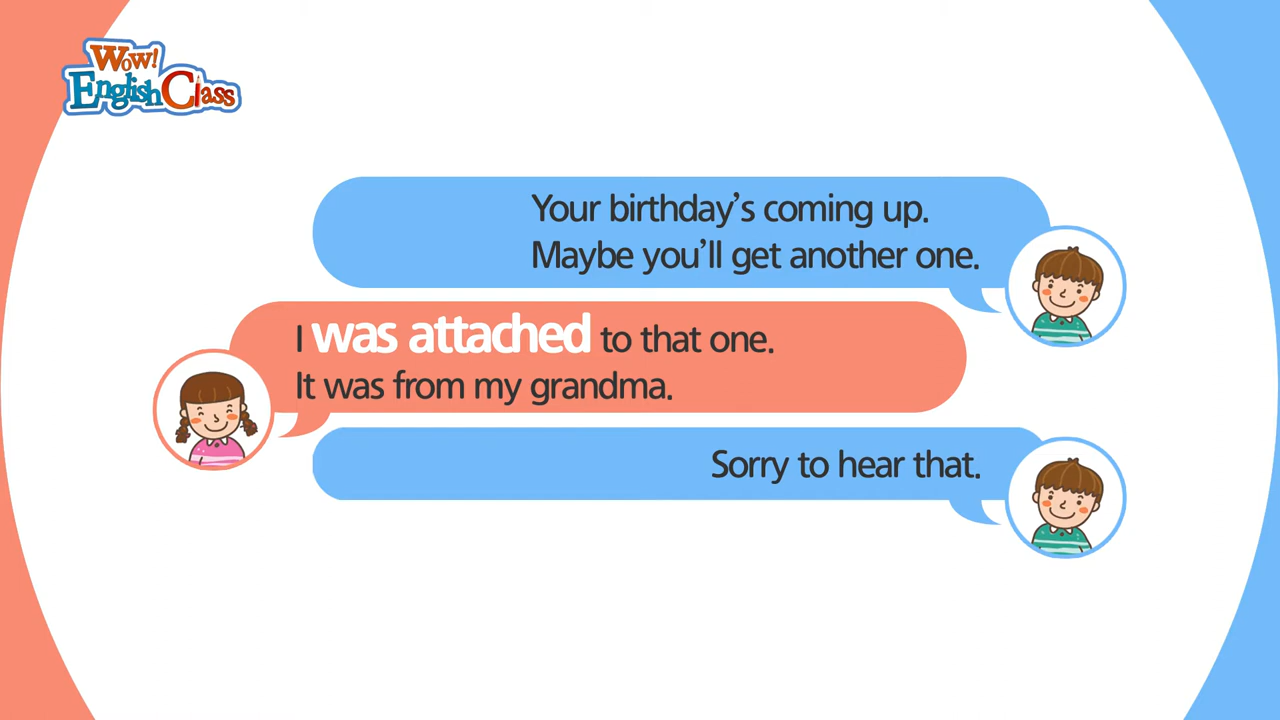 Wow!
English Class
Your birthday’s coming up.
Maybe you’ll get another one.
I was attached to that one.
It was from my grandma.
Sorry to hear that.